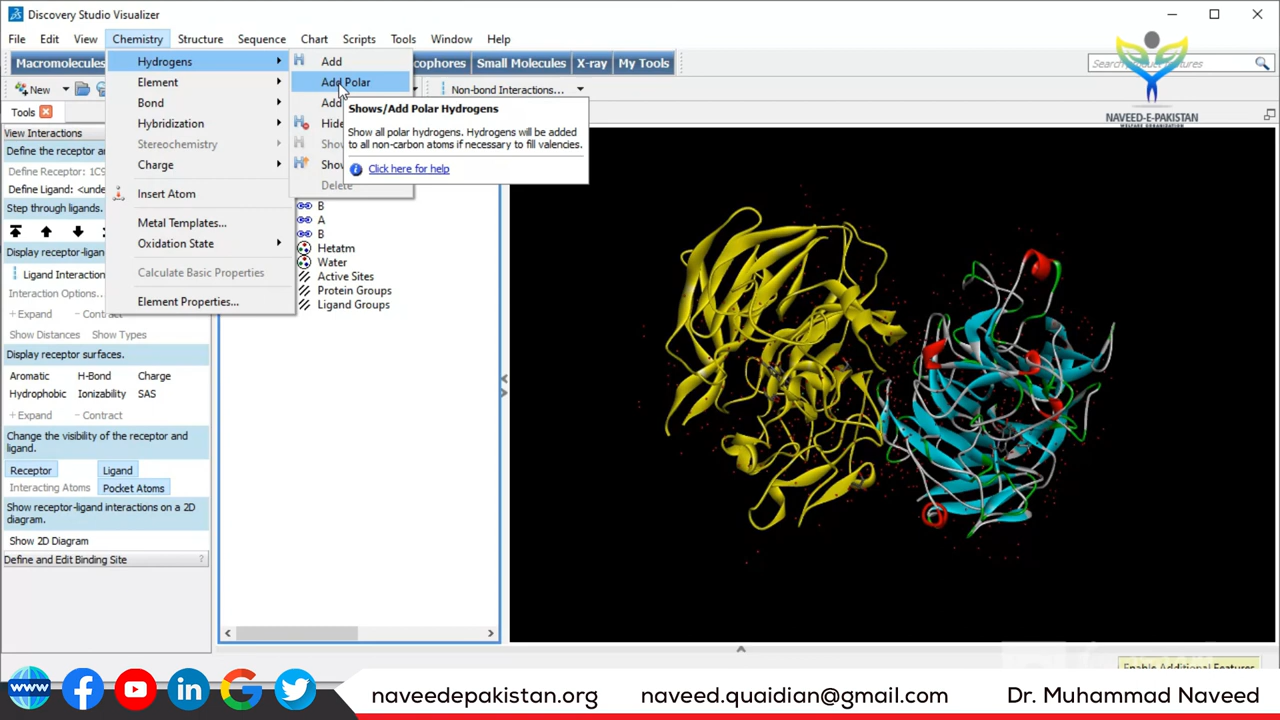 Discovery Studio Visualizer
File Edit View Chemistry Structure Sequence Chart Scripts Tools Window Help
Macromolecules
Hydrogens
Add
Small Molecules X-ray My Tools
New
Element
Add Polar
Non-bond Interactions...
Tools
Bond
Add
Shows/Add Polar Hydrogens
NAVEED-E-PAKISTAN
View Interactions
Hybridization
Hide
Show all polar hydrogens. Hydrogens will be added
to all non-carbon atoms if necessary to fill valencies.
Define the receptor a
Stereochemistry
Define Receptor: 1C9
Charge
Click here for help
Define Ligand: <unde
Insert Atom
Delete
Step through ligands.
B
Metal Templates...
A
Oxidation State
B
Display receptor-ligand
Hetatm
Water
Ligand Interaction
Calculate Basic Properties
Active Sites
Interaction Options..
Protein Groups
Element Properties...
Ligand Groups
+ Expand - Contract
Show Distances Show Types
Display receptor surfaces.
Aromatic H-Bond Charge
Hydrophobic Ionizability SAS
+ Expand - Contract
Change the visibility of the receptor and
ligand.
Receptor Ligand
Interacting Atoms Pocket Atoms
Show receptor-ligand interactions on a 2D
diagram.
Show 2D Diagram
Define and Edit Binding Site ?
Enable Additional Features
www
naveedepakistan.org naveed.quaidian@gmail.com Dr. Muhammad Naveed